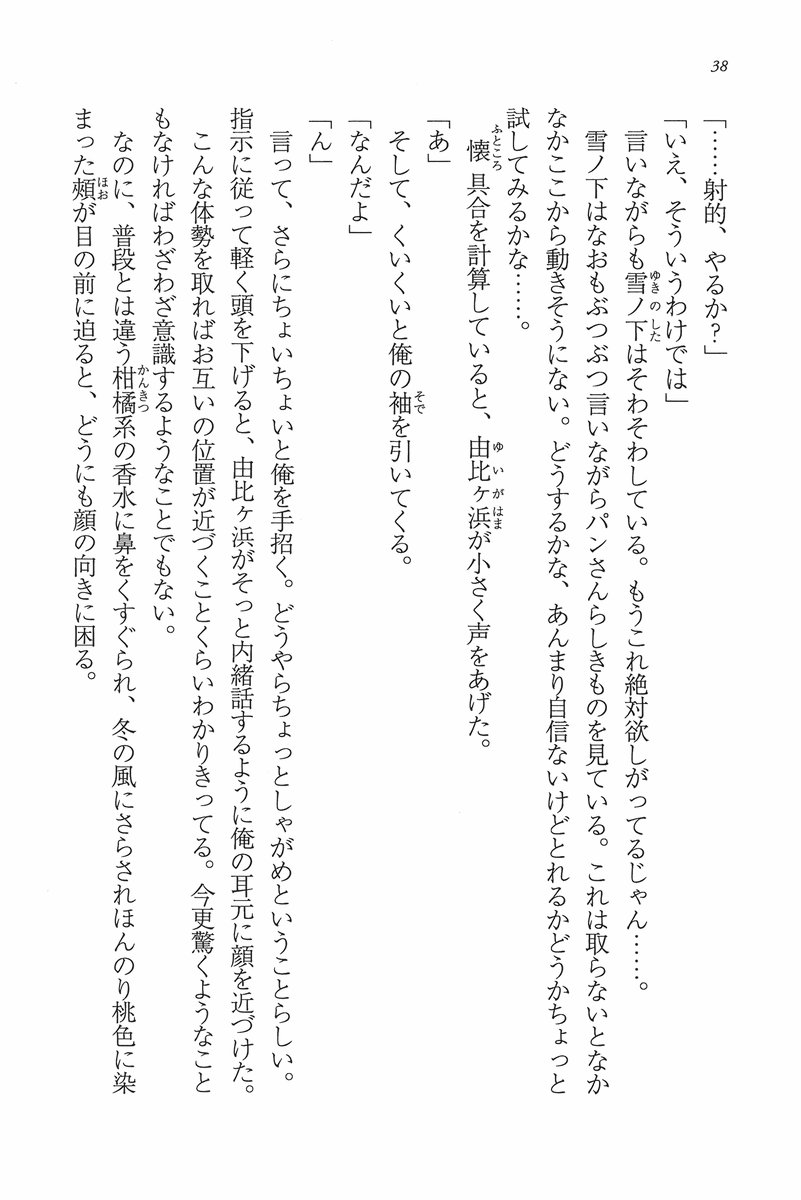 38
「……射的、やるか？」
「いえ、そういうわけでは」
言いながらも雪ノ下はそわそわしている。もうこれ絶対欲しがってるじゃん……。
雪ノ下はなおもぶつぶつ言いながらパンさんらしきものを見ている。これは取らないとなか
なかここから動きそうにない。どうするかな、あんまり自信ないけどとれるかどうかちょっと
試してみるかな……。
懐具合を計算していると、由比ヶ浜が小さく声をあげた。
「あ」
そして、くいくいと俺の袖を引いてくる。
「なんだよ」
「ん」
言って、さらにちょいちょいと俺を手招く。どうやらちょっとしゃがめということらしい。
指示に従って軽く頭を下げると、由比ヶ浜がそっと内緒話するように俺の耳元に顔を近づけた。
こんな体勢を取ればお互いの位置が近づくことくらいわかりきってる。今更驚くようなこと
もなければわざわざ意識するようなことでもない。
なのに、普段とは違う柑橘系の香水に鼻をくすぐられ、冬の風にさらされほんのり桃色に染
まった頰が目の前に迫ると、どうにも顔の向きに困る。